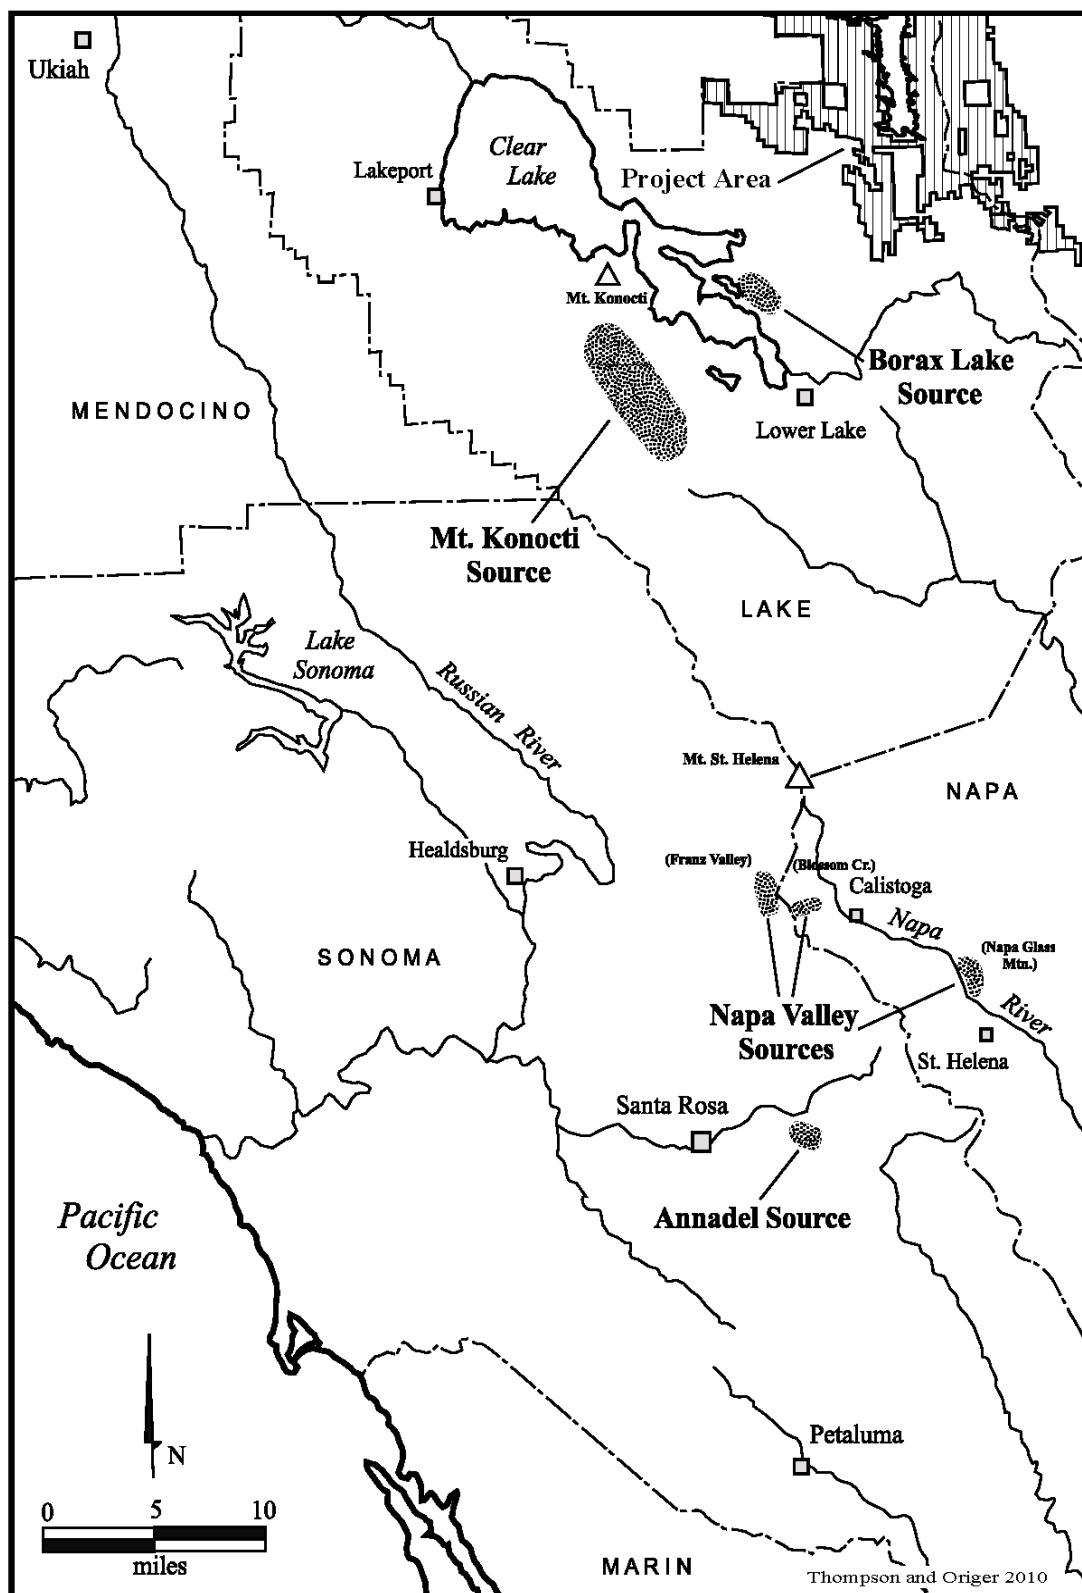 Ukiah
Lakeport
Clear
Lake
Project Area
Mt. Konocti
Borax Lake
Source
Lower Lake
MENDOCINO
Mt. Konocti
Source
LAKE
Lake
Sonoma
Russian River
Mt. St. Helena
NAPA
Healdsburg
(Franz Valley)
(Blossom Cr.)
Calistoga
Napa River
(Napa Glass
Mtn.)
SONOMA
Napa Valley
Sources
St. Helena
Santa Rosa
Annadel Source
Pacific
Ocean
N
Petaluma
0 5 10
miles
MARIN
Thompson and Origer 2010